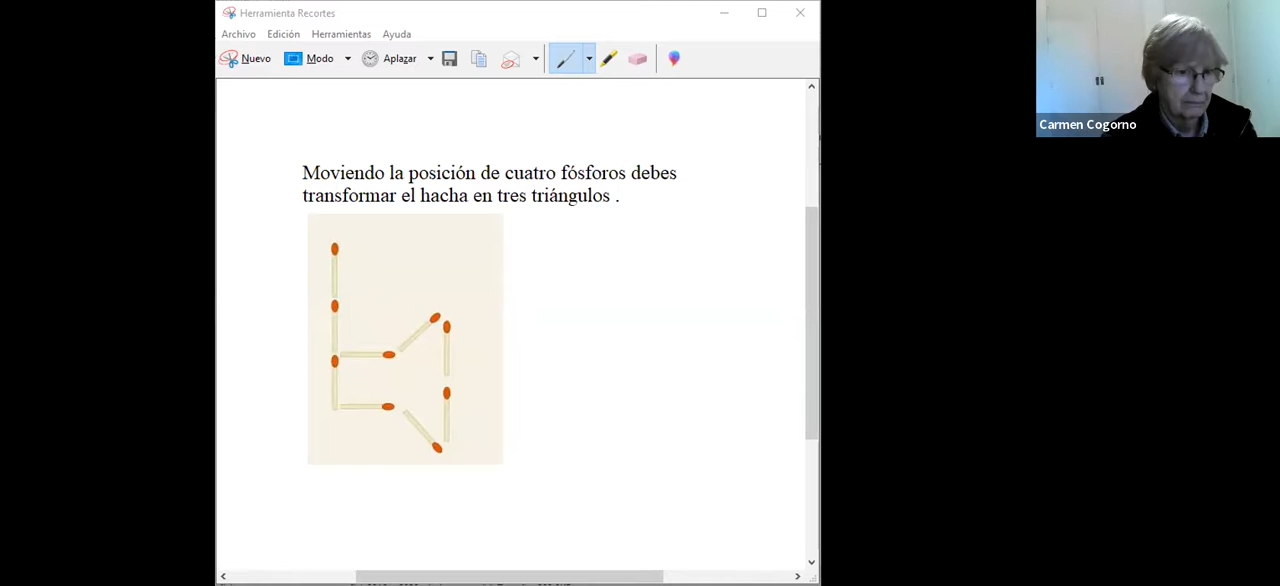 Herramienta Recortes
Archivo Edición Herramientas Ayuda
Nuevo Modo Aplazar
Moviendo la posición de cuatro fósforos debes
transformar el hacha en tres triángulos .
Carmen Cogorno